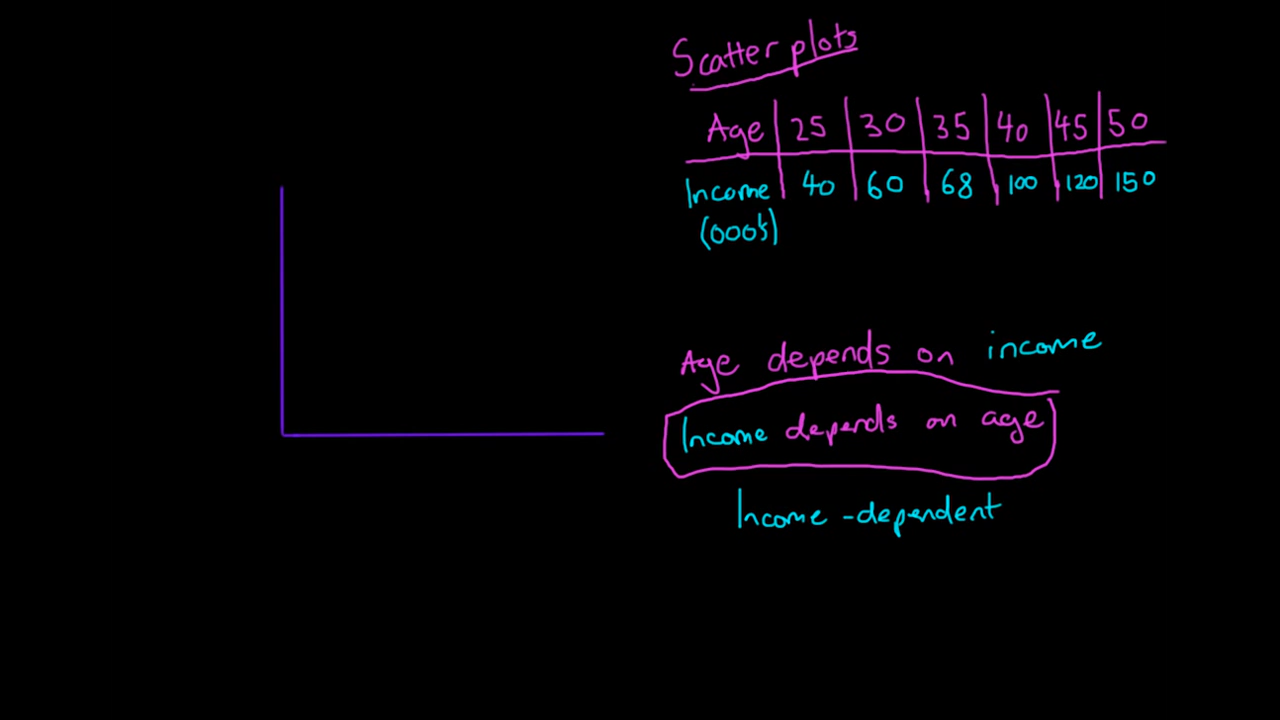 Scatter plots
Age 25 30 35 40 45 50
Income 40 60 68 100 120 150
(000's)
Age depends on income
Income depends on age
Income - dependent